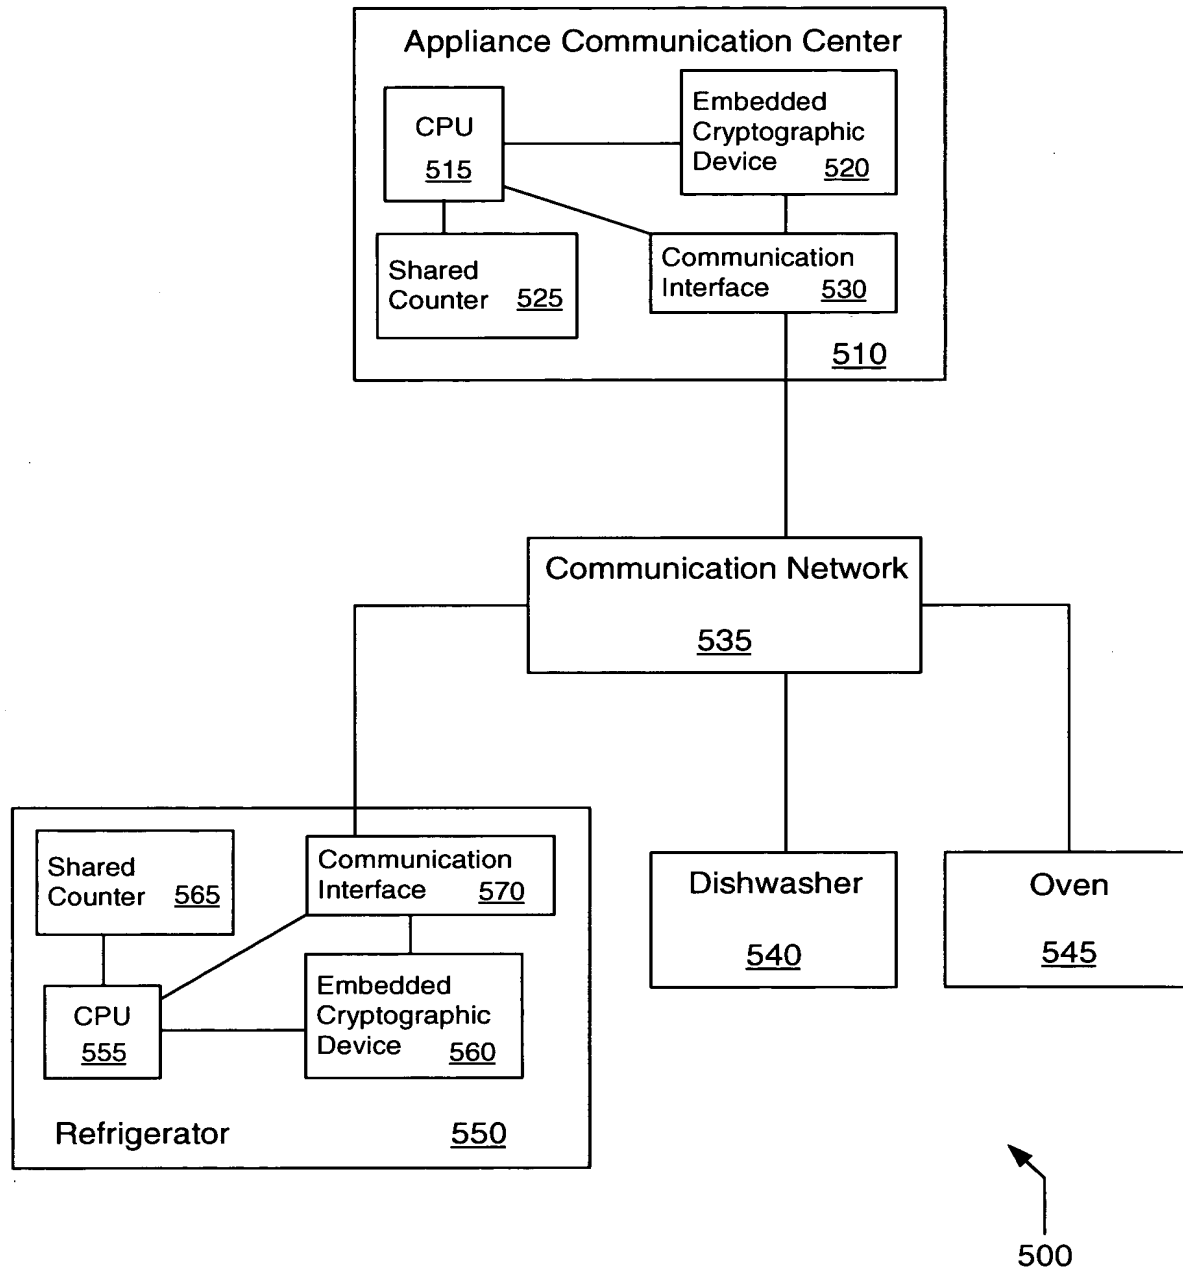 Appliance Communication Center
CPU
515
Embedded
Cryptographic
Device 520
Shared
Counter 525
Communication
Interface 530
510
Communication Network
535
Shared
Counter 565
Communication
Interface 570
CPU
555
Embedded
Cryptographic
Device 560
Refrigerator 550
Dishwasher
540
Oven
545
500